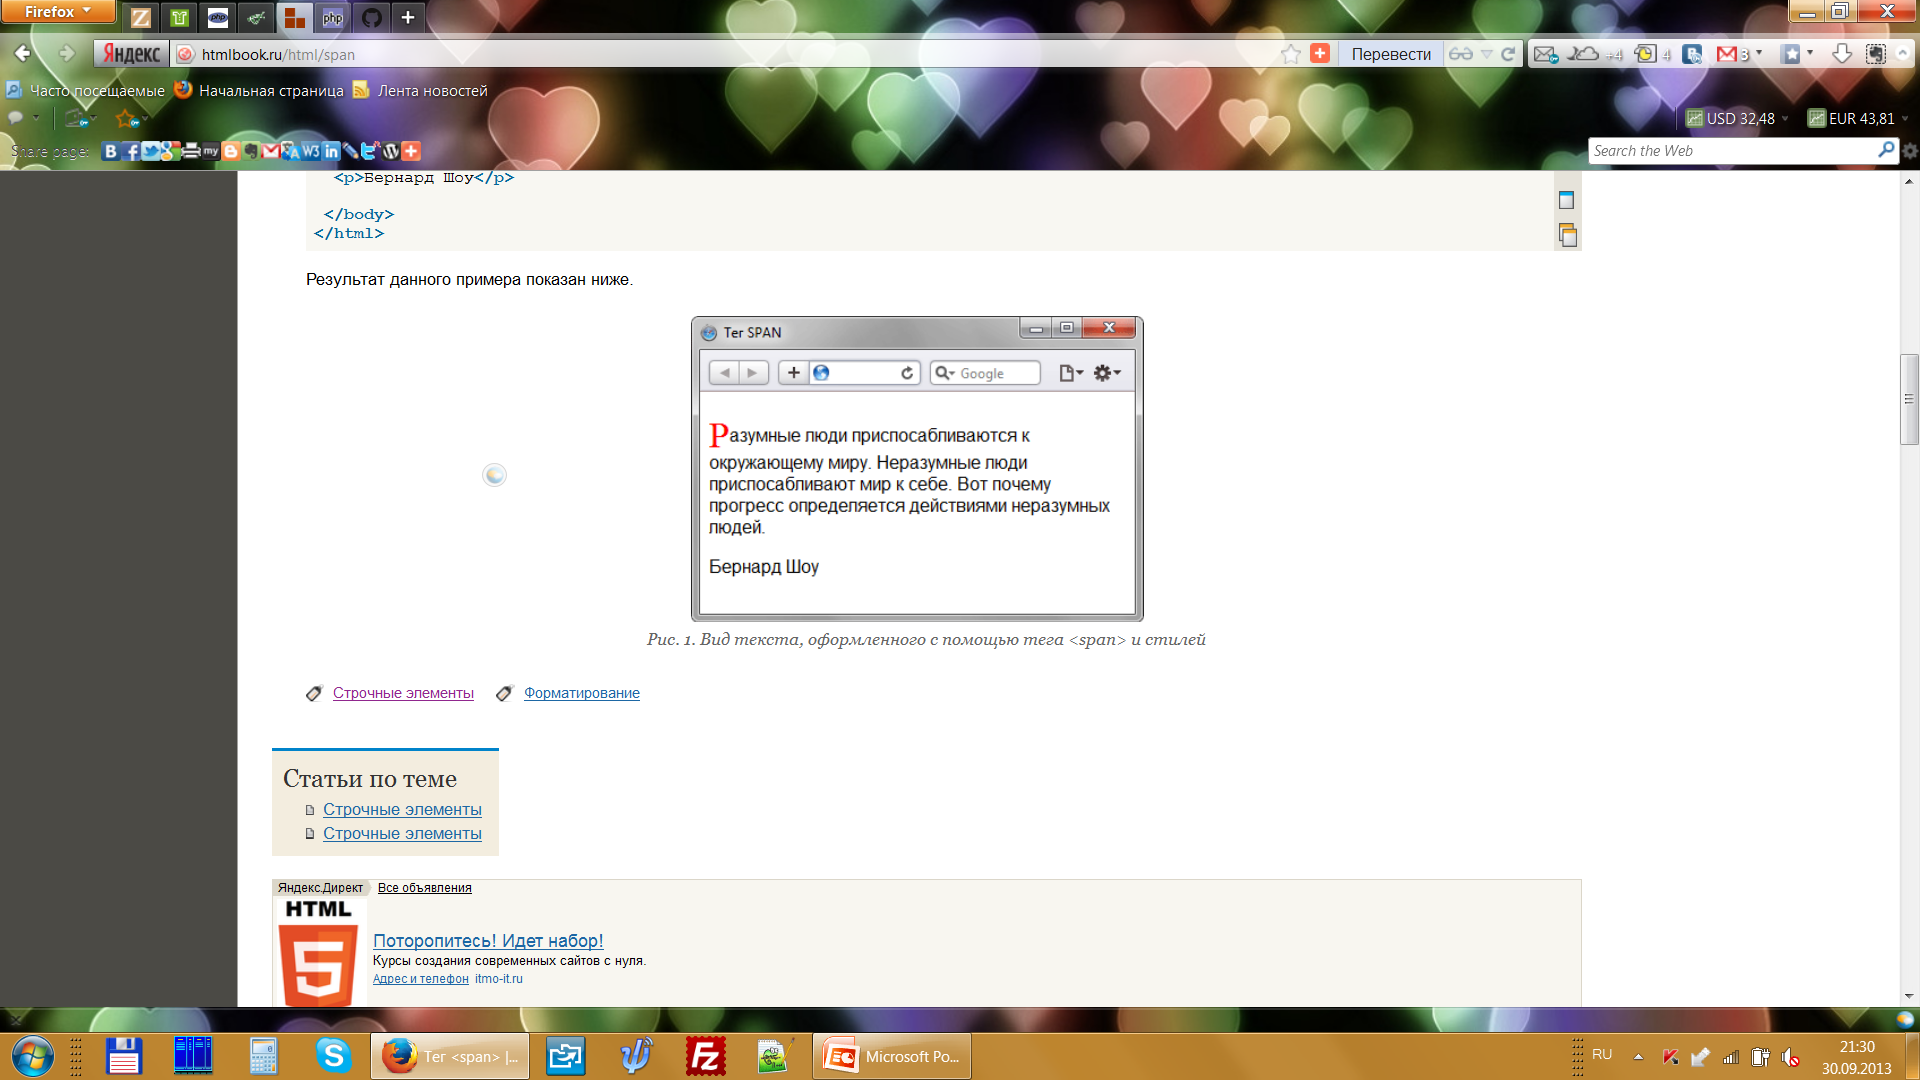 Firefox
Яндекс
htmlbook.ru/html/span
Перевести
+4
4
3
Часто посещаемые
Начальная страница
Лента новостей
USD 32,48
EUR 43,81
Share page:
Search the Web
<p>Бернард Шоу</p>
</body>
</html>
Результат данного примера показан ниже.
Тег SPAN
Google
Разумные люди приспосабливаются к
окружающему миру. Неразумные люди
приспосабливают мир к себе. Вот почему
прогресс определяется действиями неразумных
людей.
Бернард Шоу
Рис. 1. Вид текста, оформленного с помощью тега <span> и стилей
Строчные элементы
Форматирование
Статьи по теме
Строчные элементы
Строчные элементы
Яндекс.Директ
Все объявления
HTML
5
Поторопитесь! Идет набор!
Курсы создания современных сайтов с нуля.
Адрес и телефон itmo-it.ru
Тег <span> |...
Microsoft Po...
RU
21:30
30.09.2013